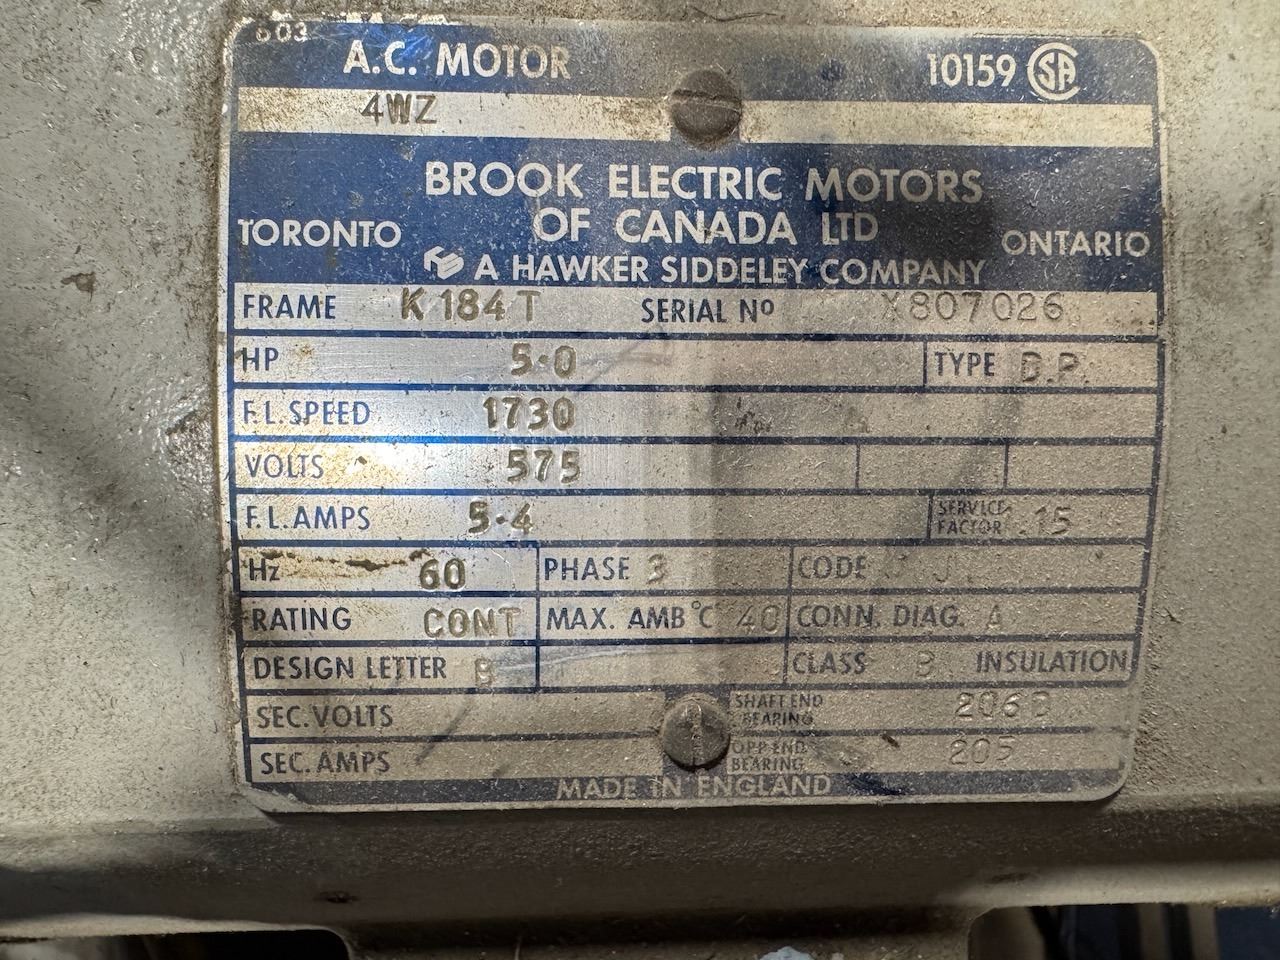 603
A.C. MOTOR 10159 CSA
4WZ
BROOK ELECTRIC MOTORS
OF CANADA LTD
TORONTO ONTARIO
A HAWKER SIDDELEY COMPANY
FRAME K184T SERIAL Nº X807026
HP 5·0 TYPE D.P.
F.L. SPEED 1730
VOLTS 575
F.L. AMPS 5·4 SERVICE FACTOR 1.15
Hz 60 PHASE 3 CODE J
RATING CONT MAX. AMB °C 40 CONN. DIAG. A
DESIGN LETTER B CLASS B INSULATION
SEC. VOLTS SHAFT END BEARING
SEC. AMPS OPP END BEARING 205
MADE IN ENGLAND